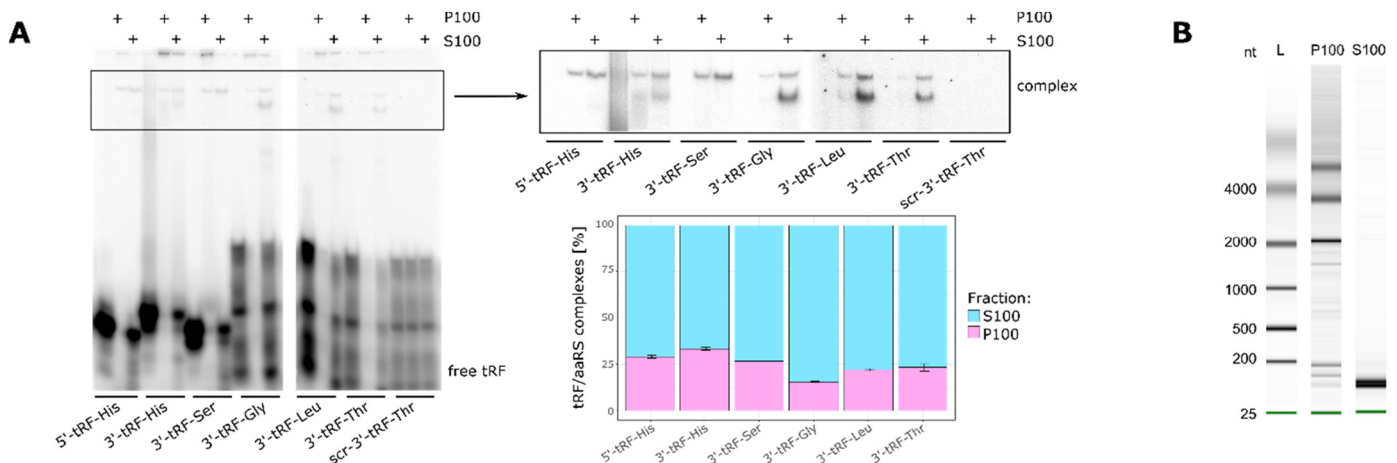 A
+ + + + + + + P100
+ + + + + + + S100
free tRF
5'-tRF-His
3'-tRF-His
3'-tRF-Ser
3'-tRF-Gly
3'-tRF-Leu
3'-tRF-Thr
scr-3'-tRF-Thr
+ + + + + + + P100
+ + + + + + + S100
complex
5'-tRF-His
3'-tRF-His
3'-tRF-Ser
3'-tRF-Gly
3'-tRF-Leu
3'-tRF-Thr
scr-3'-tRF-Thr
tRF/aaRS complexes [%]
100
75
50
25
0
5'-tRF-His
3'-tRF-His
3'-tRF-Ser
3'-tRF-Gly
3'-tRF-Leu
3'-tRF-Thr
Fraction:
S100
P100
B
nt L P100 S100
4000
2000
1000
500
200
25